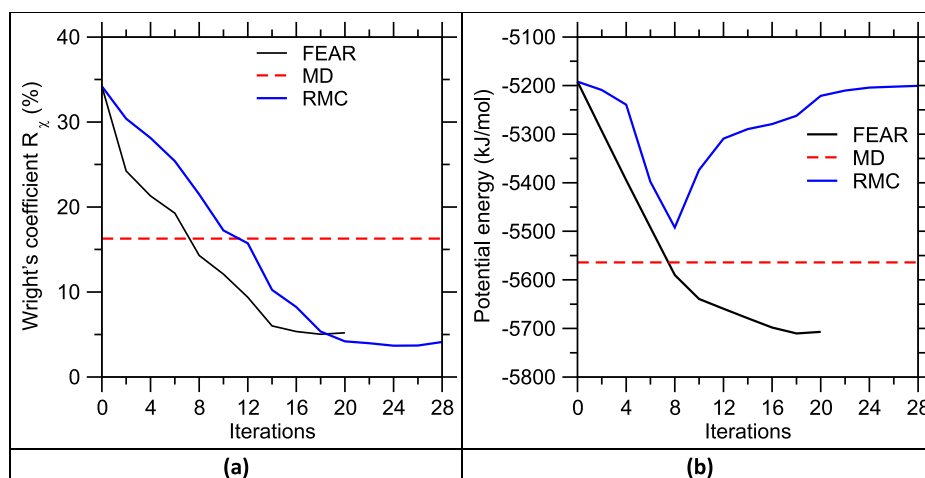 40
30
20
10
0
Wright's coefficient R χ (%)
FEAR
MD
RMC
0 4 8 12 16 20 24 28
Iterations
(a)
-5100
-5200
-5300
-5400
-5500
-5600
-5700
-5800
Potential energy (kJ/mol)
FEAR
MD
RMC
0 4 8 12 16 20 24 28
Iterations
(b)